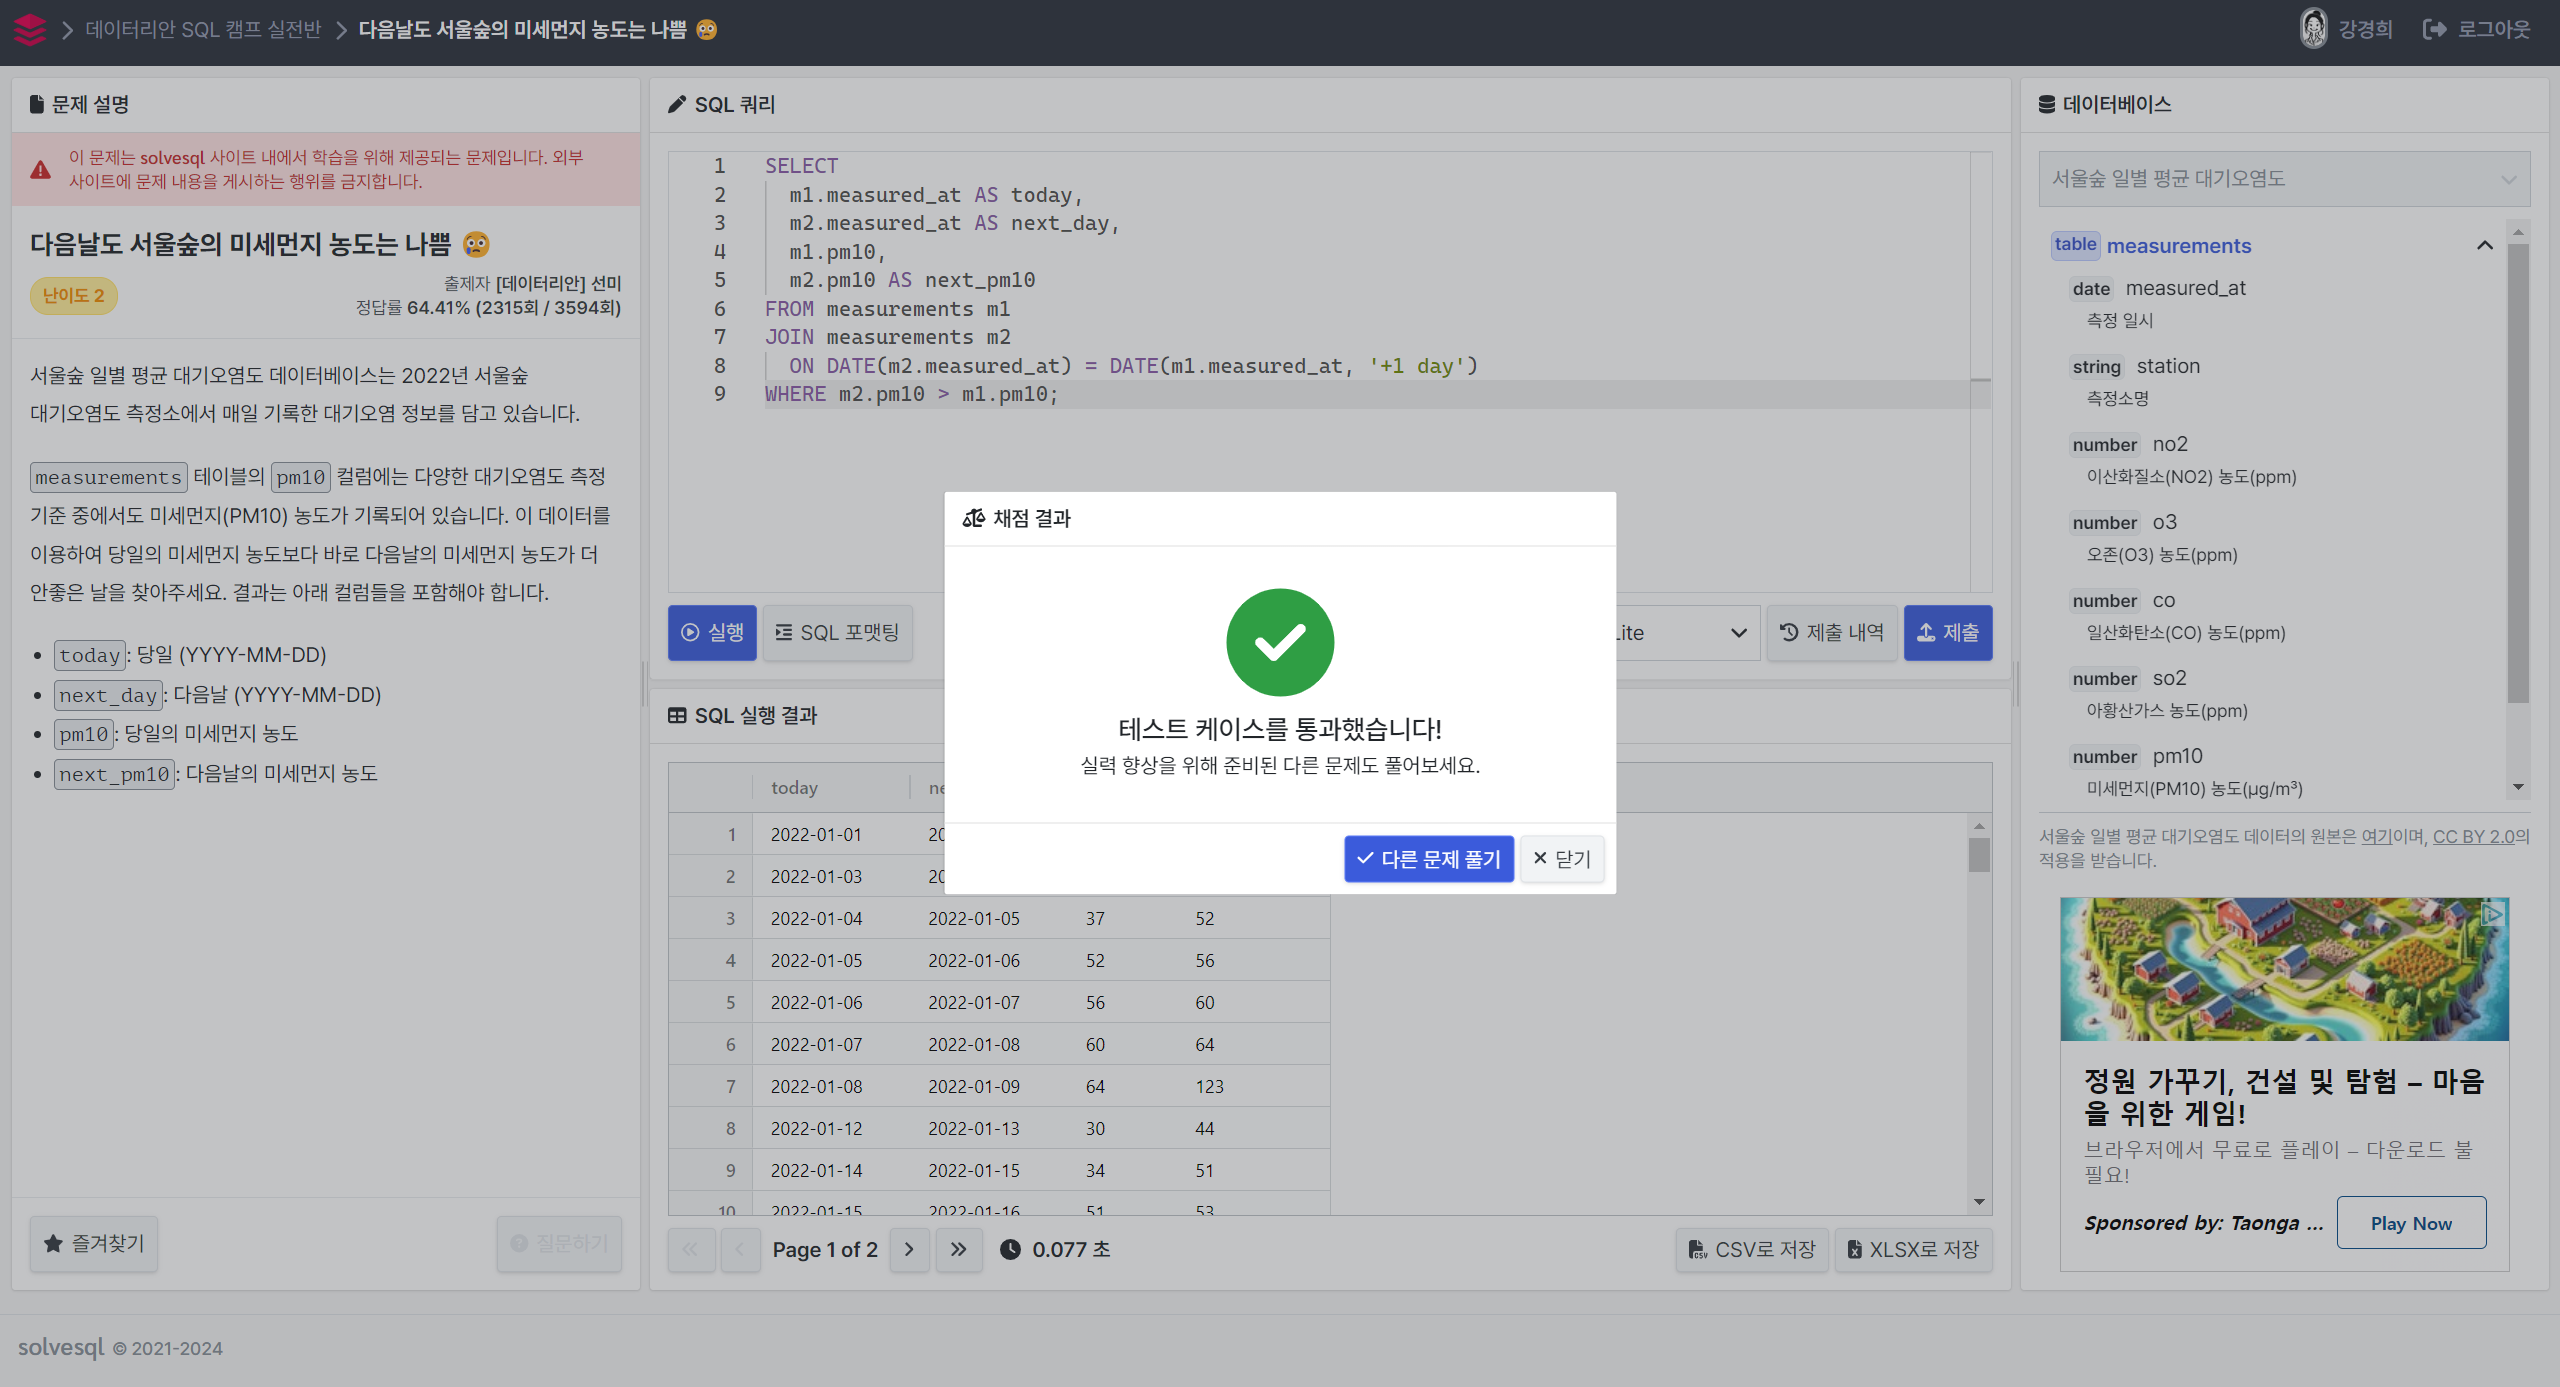 데이터리안 SQL 캠프 실전반
다음날도 서울숲의 미세먼지 농도는 나쁨 😢
강경희
로그아웃
문제 설명
이 문제는 solvesql 사이트 내에서 학습을 위해 제공되는 문제입니다. 외부
사이트에 문제 내용을 게시하는 행위를 금지합니다.
다음날도 서울숲의 미세먼지 농도는 나쁨 😢
난이도 2
출제자 [데이터리안] 선미
정답률 64.41% (2315회 / 3594회)
서울숲 일별 평균 대기오염도 데이터베이스는 2022년 서울숲
대기오염도 측정소에서 매일 기록한 대기오염 정보를 담고 있습니다.
measurements 테이블의 pm10 컬럼에는 다양한 대기오염도 측정
기준 중에서도 미세먼지(PM10) 농도가 기록되어 있습니다. 이 데이터를
이용하여 당일의 미세먼지 농도보다 바로 다음날의 미세먼지 농도가 더
안좋은 날을 찾아주세요. 결과는 아래 컬럼들을 포함해야 합니다.
• today: 당일 (YYYY-MM-DD)
• next_day: 다음날 (YYYY-MM-DD)
• pm10: 당일의 미세먼지 농도
• next_pm10: 다음날의 미세먼지 농도
즐겨찾기
질문하기
SQL 쿼리
1 SELECT
2 m1.measured_at AS today,
3 m2.measured_at AS next_day,
4 m1.pm10,
5 m2.pm10 AS next_pm10
6 FROM measurements m1
7 JOIN measurements m2
8 ON DATE(m2.measured_at) = DATE(m1.measured_at, '+1 day')
9 WHERE m2.pm10 > m1.pm10;
실행
SQL 포맷팅
제출 내역
제출
채점 결과
테스트 케이스를 통과했습니다!
실력 향상을 위해 준비된 다른 문제도 풀어보세요.
다른 문제 풀기
닫기
SQL 실행 결과
today
1 2022-01-01
2 2022-01-03
3 2022-01-04 2022-01-05 37 52
4 2022-01-05 2022-01-06 52 56
5 2022-01-06 2022-01-07 56 60
6 2022-01-07 2022-01-08 60 64
7 2022-01-08 2022-01-09 64 123
8 2022-01-12 2022-01-13 30 44
9 2022-01-14 2022-01-15 34 51
10 2022-01-15 2022-01-16 51 53
Page 1 of 2
0.077 초
CSV로 저장
XLSX로 저장
데이터베이스
서울숲 일별 평균 대기오염도
table measurements
date measured_at
측정 일시
string station
측정소명
number no2
이산화질소(NO2) 농도(ppm)
number o3
오존(O3) 농도(ppm)
number co
일산화탄소(CO) 농도(ppm)
number so2
아황산가스 농도(ppm)
number pm10
미세먼지(PM10) 농도(㎍/m³)
서울숲 일별 평균 대기오염도 데이터의 원본은 여기이며, CC BY 2.0의
적용을 받습니다.
정원 가꾸기, 건설 및 탐험 – 마음
을 위한 게임!
브라우저에서 무료로 플레이 – 다운로드 불
필요!
Sponsored by: Taonga ...
Play Now
solvesql © 2021-2024